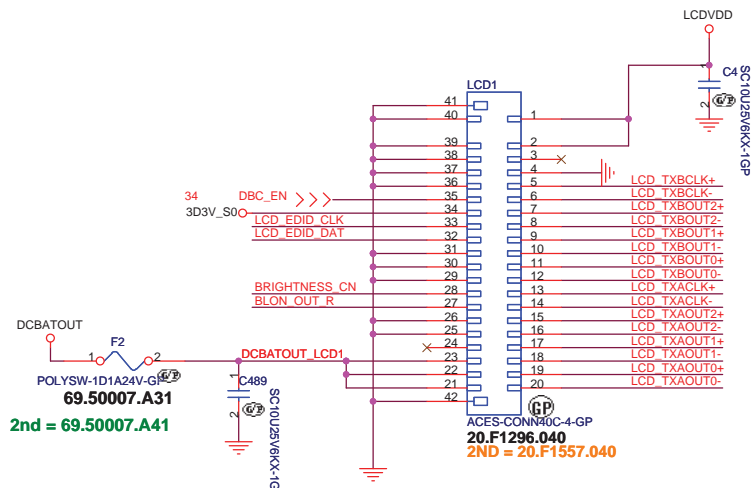 LCDVDD
1
C4
2
SC10U25V6KX-1GP
G/P
LCD1
41
40
1
39
2
38
3
37
4
36
5 LCD_TXBCLK+
34 DBC_EN 35
6 LCD_TXBCLK-
3D3V_S0 34
7 LCD_TXBOUT2+
LCD_EDID_CLK 33
8 LCD_TXBOUT2-
LCD_EDID_DAT 32
9 LCD_TXBOUT1+
31
10 LCD_TXBOUT1-
30
11 LCD_TXBOUT0+
29
12 LCD_TXBOUT0-
BRIGHTNESS_CN 28
13 LCD_TXACLK+
BLON_OUT_R 27
14 LCD_TXACLK-
26
15 LCD_TXAOUT2+
25
16 LCD_TXAOUT2-
24
17 LCD_TXAOUT1+
DCBATOUT_LCD1 23
18 LCD_TXAOUT1-
22
19 LCD_TXAOUT0+
21
20 LCD_TXAOUT0-
42
DCBATOUT
F2
1 2
POLYSW-1D1A24V-GP
G/P
69.50007.A31
2nd = 69.50007.A41
1
C489
G/P
2
SC10U25V6KX-1G
GP
ACES-CONN40C-4-GP
20.F1296.040
2ND = 20.F1557.040